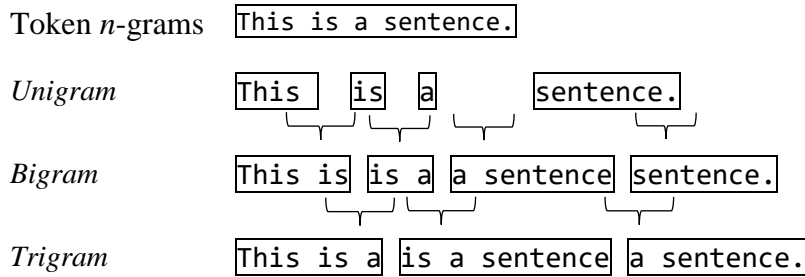 Token n-grams This is a sentence.
Unigram This is a sentence.
Bigram This is is a a sentence sentence.
Trigram This is a is a sentence a sentence.